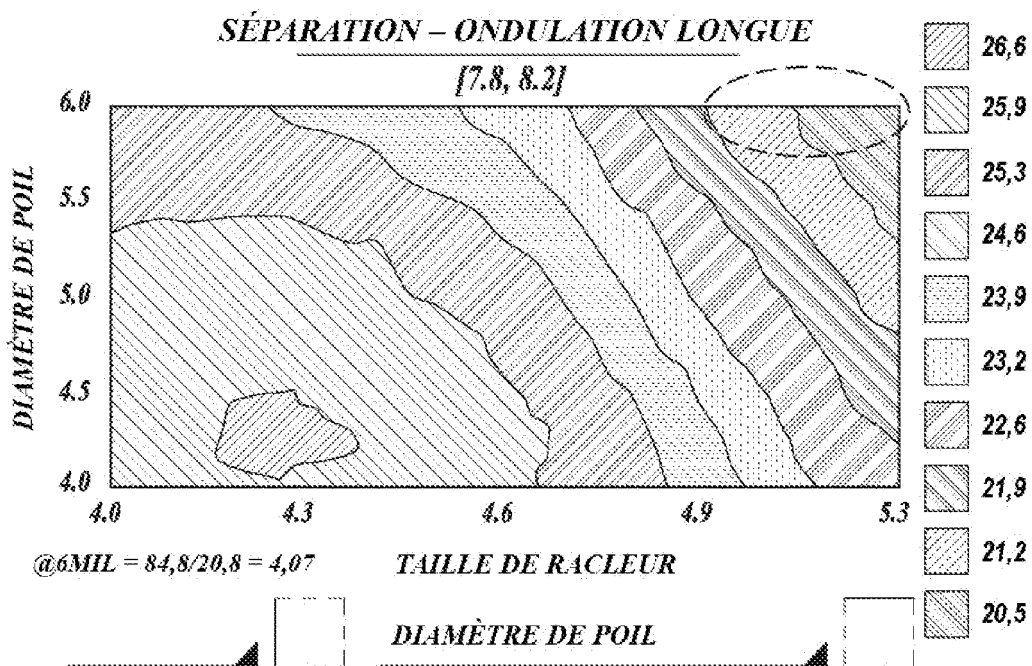 SÉPARATION – ONDULATION LONGUE
[7.8, 8.2]
DIAMÈTRE DE POIL
6.0
5.5
5.0
4.5
4.0
4.0 4.3 4.6 4.9 5.3
@6MIL = 84,8/20,8 = 4,07
TAILLE DE RACLEUR
DIAMÈTRE DE POIL
26,6
25,9
25,3
24,6
23,9
23,2
22,6
21,9
21,2
20,5